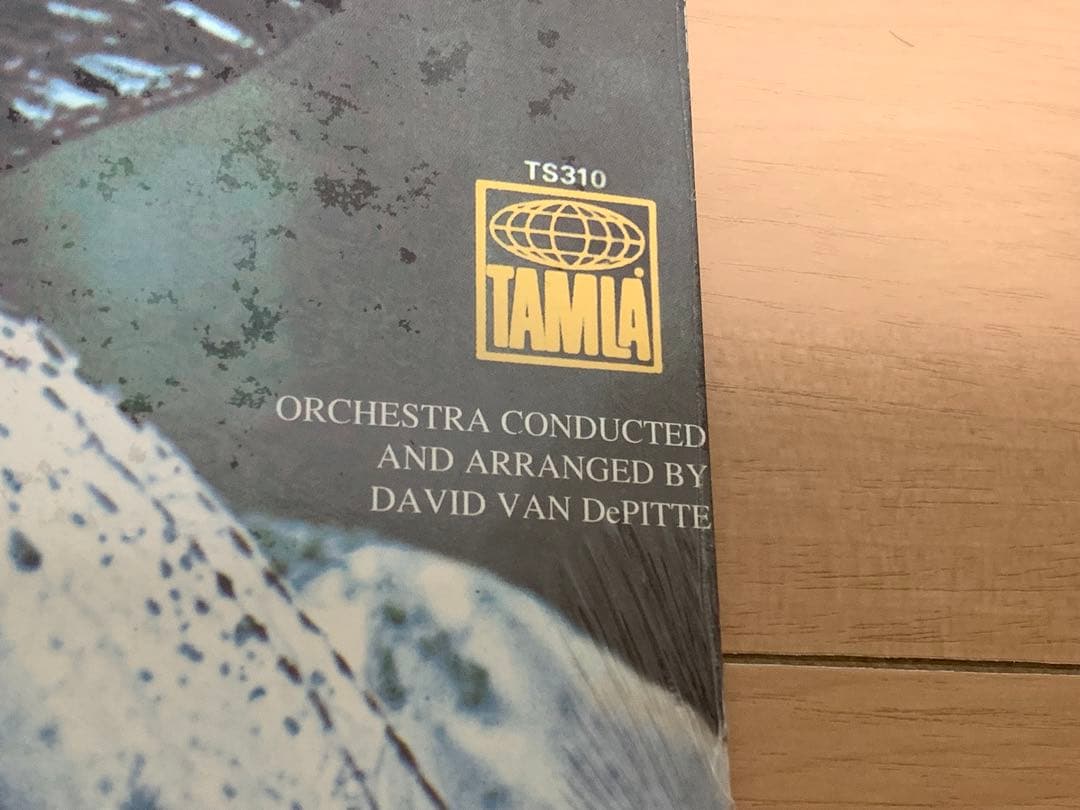 TS310
TAMLA
ORCHESTRA CONDUCTED
AND ARRANGED BY
DAVID VAN DePITTE